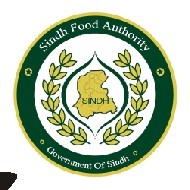 Sindh Food Authority
SINDH
Government Of Sindh